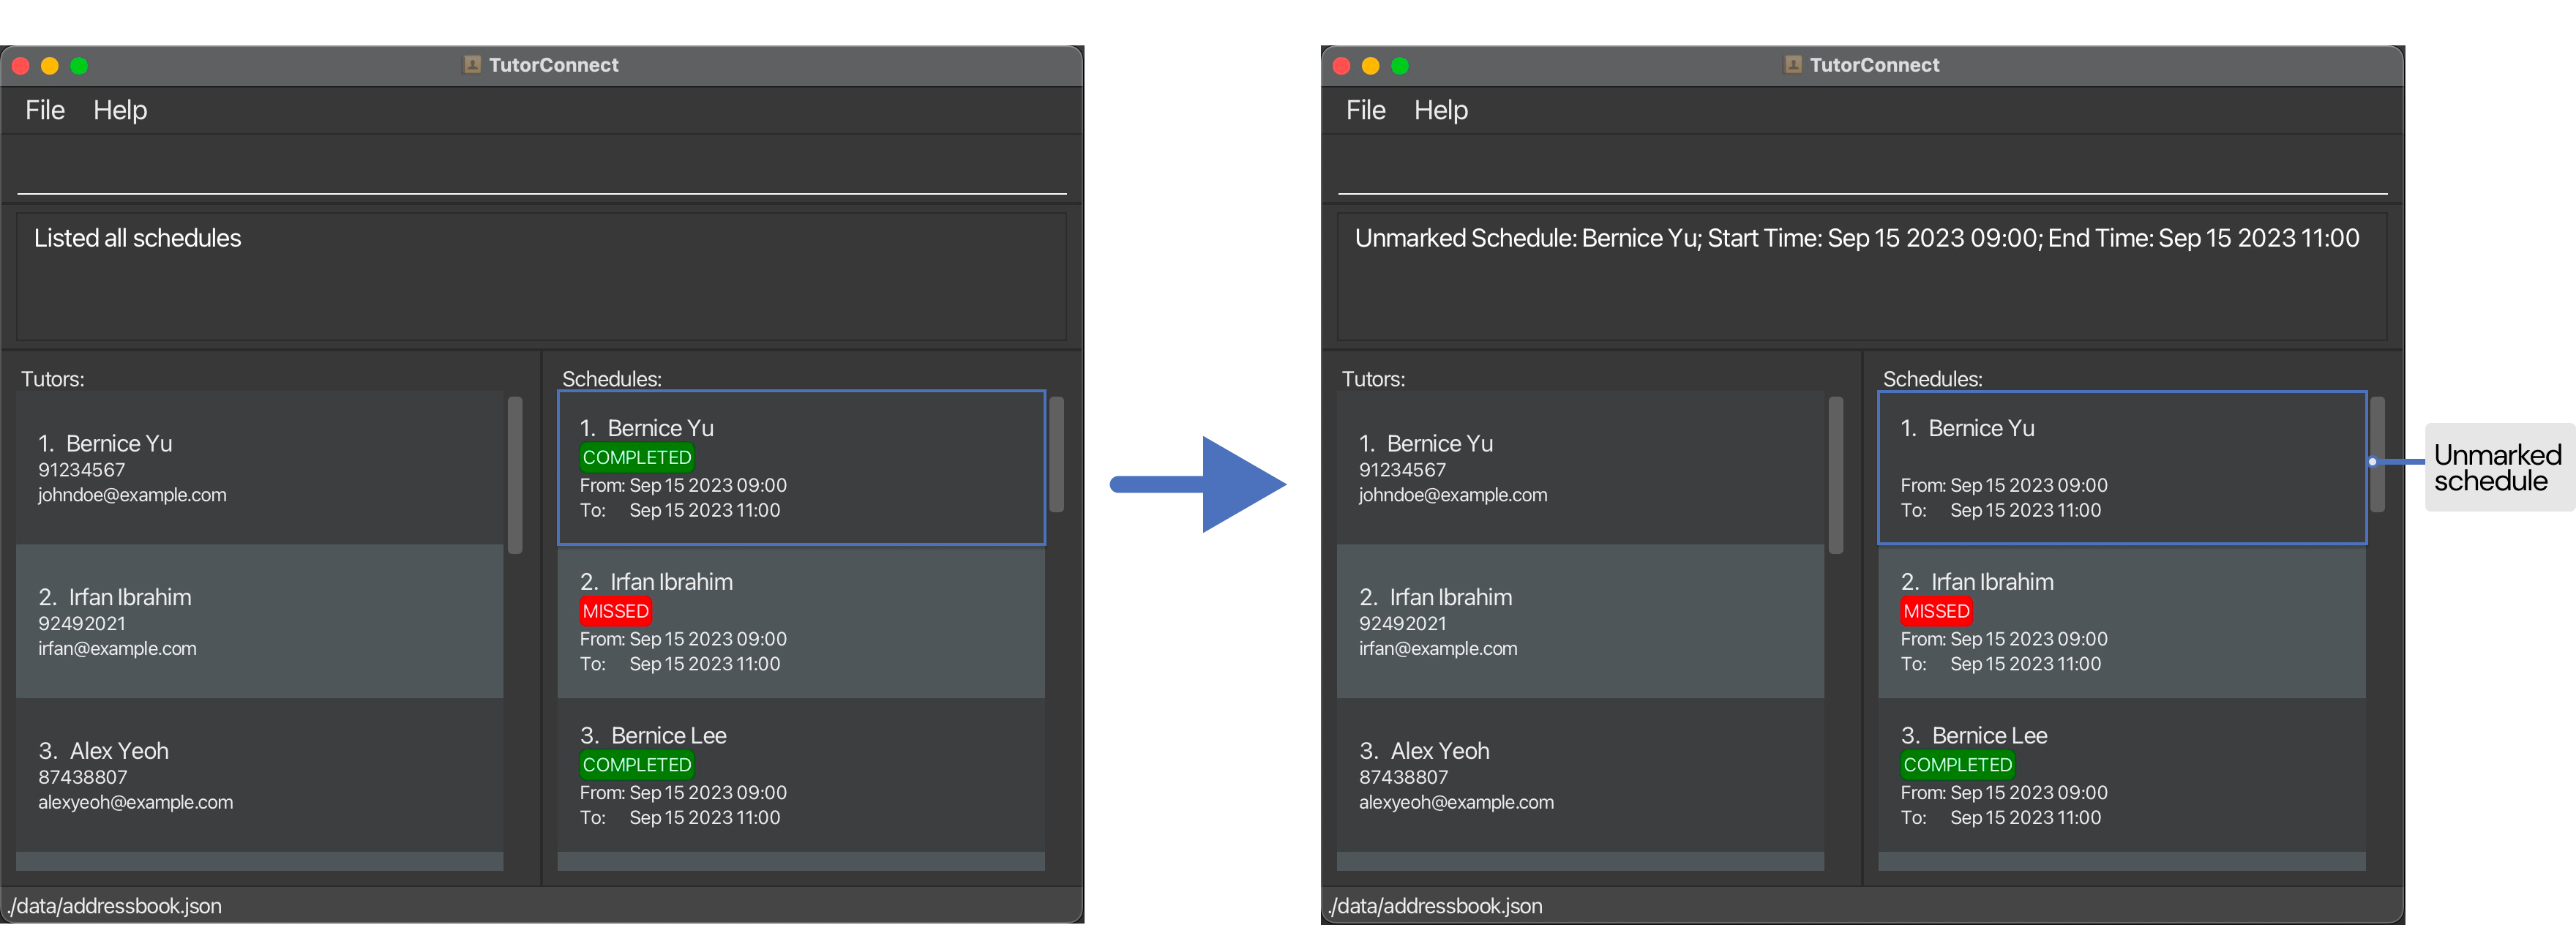 TutorConnect
File Help
Listed all schedules
Tutors:
1. Bernice Yu
91234567
johndoe@example.com
2. Irfan Ibrahim
92492021
irfan@example.com
3. Alex Yeoh
87438807
alexyeoh@example.com
Schedules:
1. Bernice Yu
COMPLETED
From: Sep 15 2023 09:00
To: Sep 15 2023 11:00
2. Irfan Ibrahim
MISSED
From: Sep 15 2023 09:00
To: Sep 15 2023 11:00
3. Bernice Lee
COMPLETED
From: Sep 15 2023 09:00
To: Sep 15 2023 11:00
./data/addressbook.json
TutorConnect
File Help
Unmarked Schedule: Bernice Yu; Start Time: Sep 15 2023 09:00; End Time: Sep 15 2023 11:00
Tutors:
1. Bernice Yu
91234567
johndoe@example.com
2. Irfan Ibrahim
92492021
irfan@example.com
3. Alex Yeoh
87438807
alexyeoh@example.com
Schedules:
1. Bernice Yu
From: Sep 15 2023 09:00
To: Sep 15 2023 11:00
2. Irfan Ibrahim
MISSED
From: Sep 15 2023 09:00
To: Sep 15 2023 11:00
3. Bernice Lee
COMPLETED
From: Sep 15 2023 09:00
To: Sep 15 2023 11:00
./data/addressbook.json
Unmarked
schedule